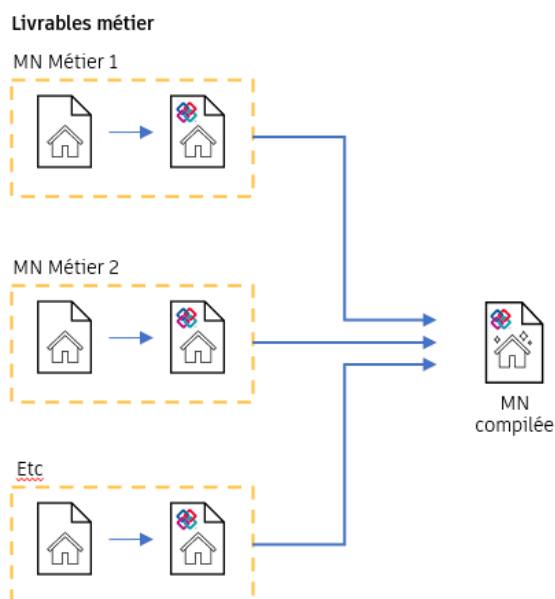 Livrables métier
MN Métier 1
MN Métier 2
MN
compilée
Etc